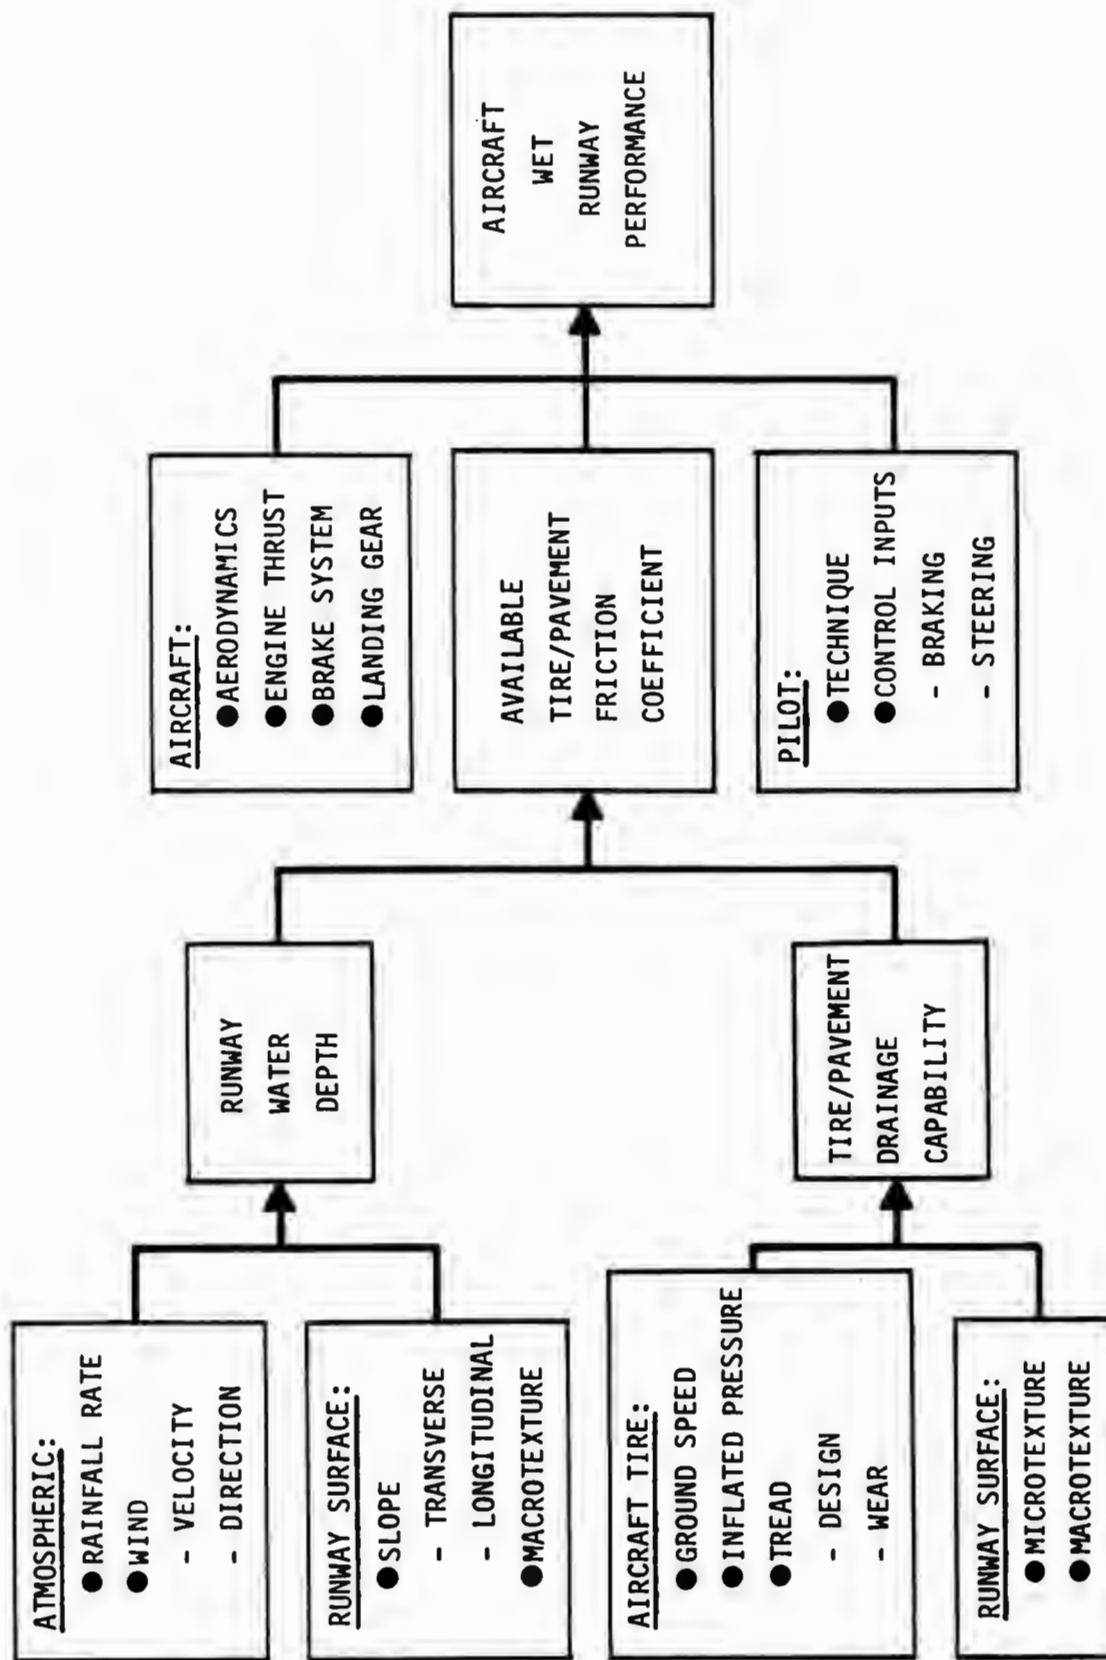 ATMOSPHERIC:
●RAINFALL RATE
●WIND
- VELOCITY
- DIRECTION
RUNWAY SURFACE:
●SLOPE
- TRANSVERSE
- LONGITUDINAL
●MACROTEXTURE
AIRCRAFT TIRE:
●GROUND SPEED
●INFLATED PRESSURE
●TREAD
- DESIGN
- WEAR
RUNWAY SURFACE:
●MICROTEXTURE
●MACROTEXTURE
RUNWAY
WATER
DEPTH
TIRE/PAVEMENT
DRAINAGE
CAPABILITY
AIRCRAFT:
●AERODYNAMICS
●ENGINE THRUST
●BRAKE SYSTEM
●LANDING GEAR
AVAILABLE
TIRE/PAVEMENT
FRICTION
COEFFICIENT
PILOT:
●TECHNIQUE
●CONTROL INPUTS
- BRAKING
- STEERING
AIRCRAFT
WET
RUNWAY
PERFORMANCE